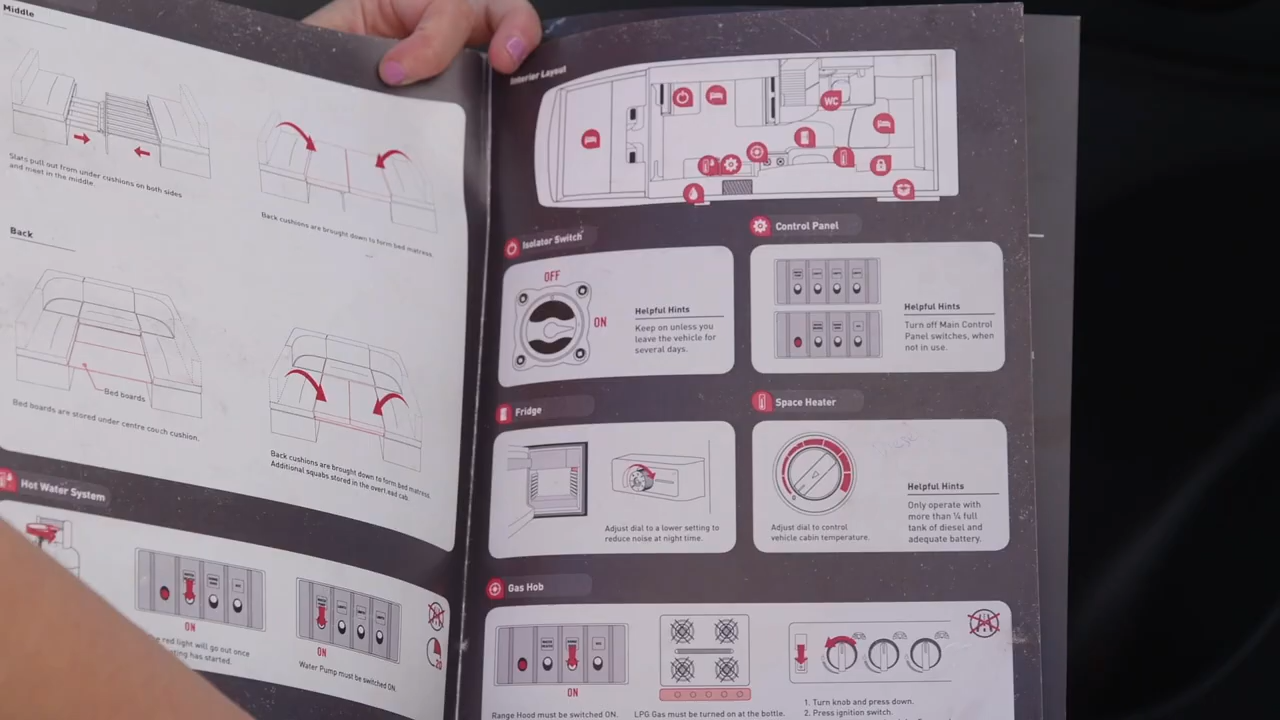 Middle
Slats pull out from under cushions on both sides
and meet in the middle
Back cushions are brought down to form bed matress.
Back
Bed boards
Bed boards are stored under centre couch cushion.
Back cushions are brought down to form bed matress.
Additional squabs stored in the overhead cab.
Hot Water System
ON
red light will go out once
has started.
ON
Water Pump must be switched ON.
20
Interior Layout
WC
Isolator Switch
OFF
ON
Helpful Hints
Keep on unless you
leave the vehicle for
several days.
Control Panel
Helpful Hints
Turn off Main Control
Panel switches, when
not in use.
Fridge
Adjust dial to a lower setting to
reduce noise at night time.
Space Heater
Adjust dial to control
vehicle cabin temperature.
Helpful Hints
Only operate with
more than ¼ full
tank of diesel and
adequate battery.
Gas Hob
ON
Range Hood must be switched ON.
LPG Gas must be turned on at the bottle.
1. Turn knob and press down.
2. Press ignition switch.